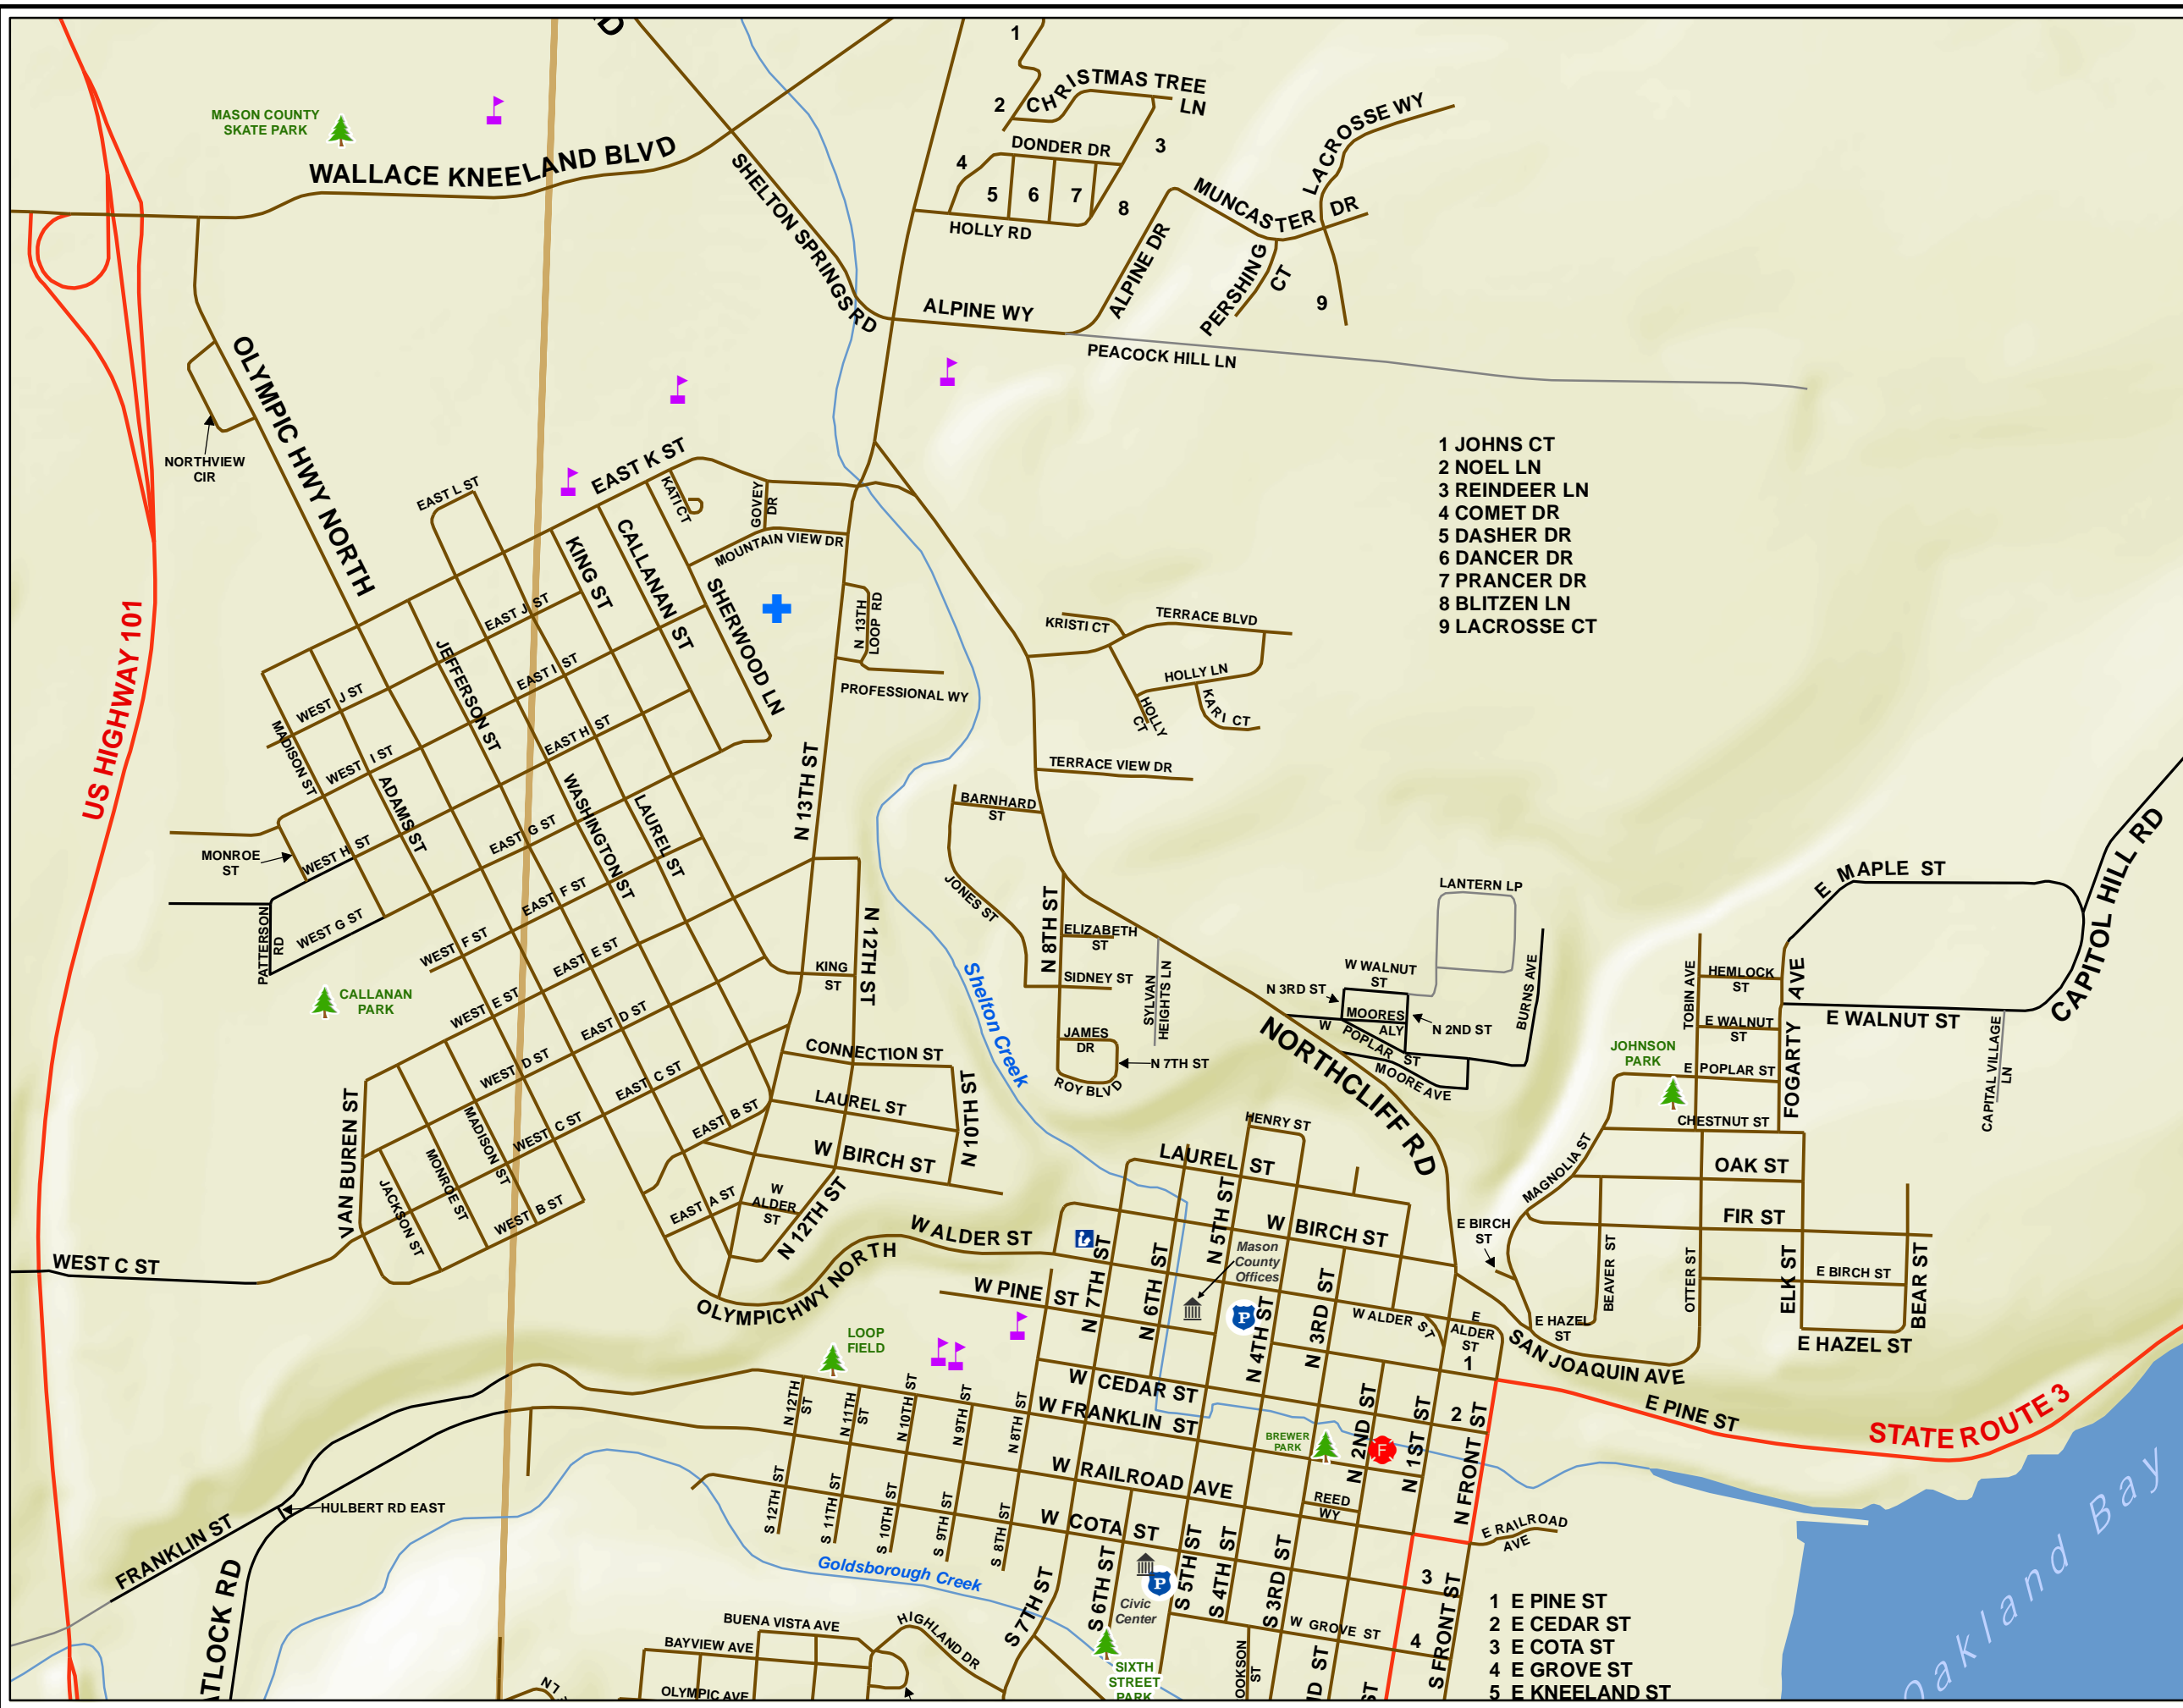 1
CHRISTMAS TREE
LN
2
MASON COUNTY
SKATE PARK
LACROSSE WY
WALLACE KNEELAND BLVD
DONDER DR
3
4
5
6
7
8
SHELTON SPRINGS RD
MUNCASTER DR
HOLLY RD
ALPINE DR
PERSHING
CT
9
ALPINE WY
PEACOCK HILL LN
OLYMPIC HWY NORTH
NORTHVIEW
CIR
1 JOHNS CT
2 NOEL LN
3 REINDEER LN
4 COMET DR
5 DASHER DR
6 DANCER DR
7 PRANCER DR
8 BLITZEN LN
9 LACROSSE CT
EAST K ST
EAST L ST
KATI CT
GOVEY
DR
MOUNTAIN VIEW DR
KING ST
CALLANAN ST
SHERWOOD LN
EAST J ST
US HIGHWAY 101
N 13TH
LOOP RD
KRISTI CT
TERRACE BLVD
HOLLY LN
HOLLY
CT
KARI CT
JEFFERSON ST
EAST I ST
WEST J ST
PROFESSIONAL WY
MADISON ST
WEST I ST
EAST H ST
TERRACE VIEW DR
N 13TH ST
ADAMS ST
WASHINGTON ST
LAUREL ST
BARNHARD
ST
EAST G ST
MONROE
ST
WEST H ST
CAPITOL HILL RD
E MAPLE ST
JONES ST
N 8TH ST
LANTERN LP
EAST F ST
N 12TH ST
WEST G ST
PATTERSON
RD
ELIZABETH
ST
WEST F ST
EAST E ST
KING
ST
SIDNEY ST
SYLVAN
HEIGHTS LN
W WALNUT
ST
N 3RD ST
MOORES
ALY
N 2ND ST
BURNS AVE
TOBIN AVE
HEMLOCK
ST
FOGARTY AVE
E WALNUT
ST
E WALNUT ST
CALLANAN
PARK
Shelton Creek
WEST E ST
EAST D ST
CONNECTION ST
JAMES
DR
N 7TH ST
ROY BLVD
NORTHCLIFF RD
W POPLAR ST
MOORE AVE
JOHNSON
PARK
E POPLAR ST
CAPITAL VILLAGE
LN
WEST D ST
EAST C ST
LAUREL ST
N 10TH ST
VAN BUREN ST
MADISON ST
WEST C ST
EAST B ST
W BIRCH ST
HENRY ST
CHESTNUT ST
MAGNOLIA ST
LAUREL ST
OAK ST
MONROE ST
JACKSON ST
WEST B ST
EAST A ST
W
ALDER
ST
N 12TH ST
N 5TH ST
FIR ST
W ALDER ST
W BIRCH ST
E BIRCH
ST
WEST C ST
OLYMPIC HWY NORTH
Mason
County
Offices
BEAVER ST
OTTER ST
ELK ST
E BIRCH ST
BEAR ST
W PINE ST
N 7TH ST
N 6TH ST
P
N 4TH ST
N 3RD ST
W ALDER ST
E
ALDER
ST
1
E HAZEL
ST
E HAZEL ST
SAN JOAQUIN AVE
LOOP
FIELD
W CEDAR ST
E PINE ST
STATE ROUTE 3
N 12TH
ST
N 11TH
ST
N 10TH ST
N 9TH ST
N 8TH ST
W FRANKLIN ST
BREWER
PARK
N 2ND ST
F
N 1ST ST
2
N FRONT ST
W RAILROAD AVE
REED
WY
HULBERT RD EAST
S 12TH ST
S 11TH ST
S 10TH ST
S 9TH ST
S 8TH ST
W COTA ST
E RAILROAD
AVE
FRANKLIN ST
Goldsborough Creek
S 7TH ST
S 6TH ST
P
Civic
Center
S 5TH ST
S 4TH ST
S 3RD ST
3
S FRONT ST
Oakland Bay
BUENA VISTA AVE
BAYVIEW AVE
HIGHLAND DR
W GROVE ST
4
1 E PINE ST
2 E CEDAR ST
3 E COTA ST
4 E GROVE ST
5 E KNEELAND ST
SIXTH
STREET
PARK
OLYMPIC AVE
ST
ST
ST
LN